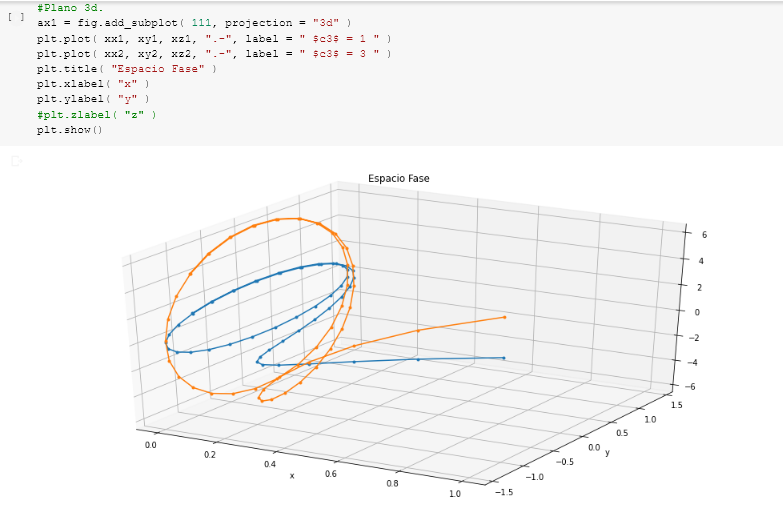 #Plano 3d.
[ ] ax1 = fig.add_subplot( 111, projection = "3d" )
plt.plot( xx1, xy1, xz1, ".-", label = " $c3$ = 1 " )
plt.plot( xx2, xy2, xz2, ".-", label = " $c3$ = 3 " )
plt.title( "Espacio Fase" )
plt.xlabel( "x" )
plt.ylabel( "y" )
#plt.zlabel( "z" )
plt.show()
Espacio Fase
6
4
2
0
−2
−4
−6
1.5
1.0
0.5
0.0
y
−0.5
−1.0
−1.5
0.0
0.2
0.4
x
0.6
0.8
1.0